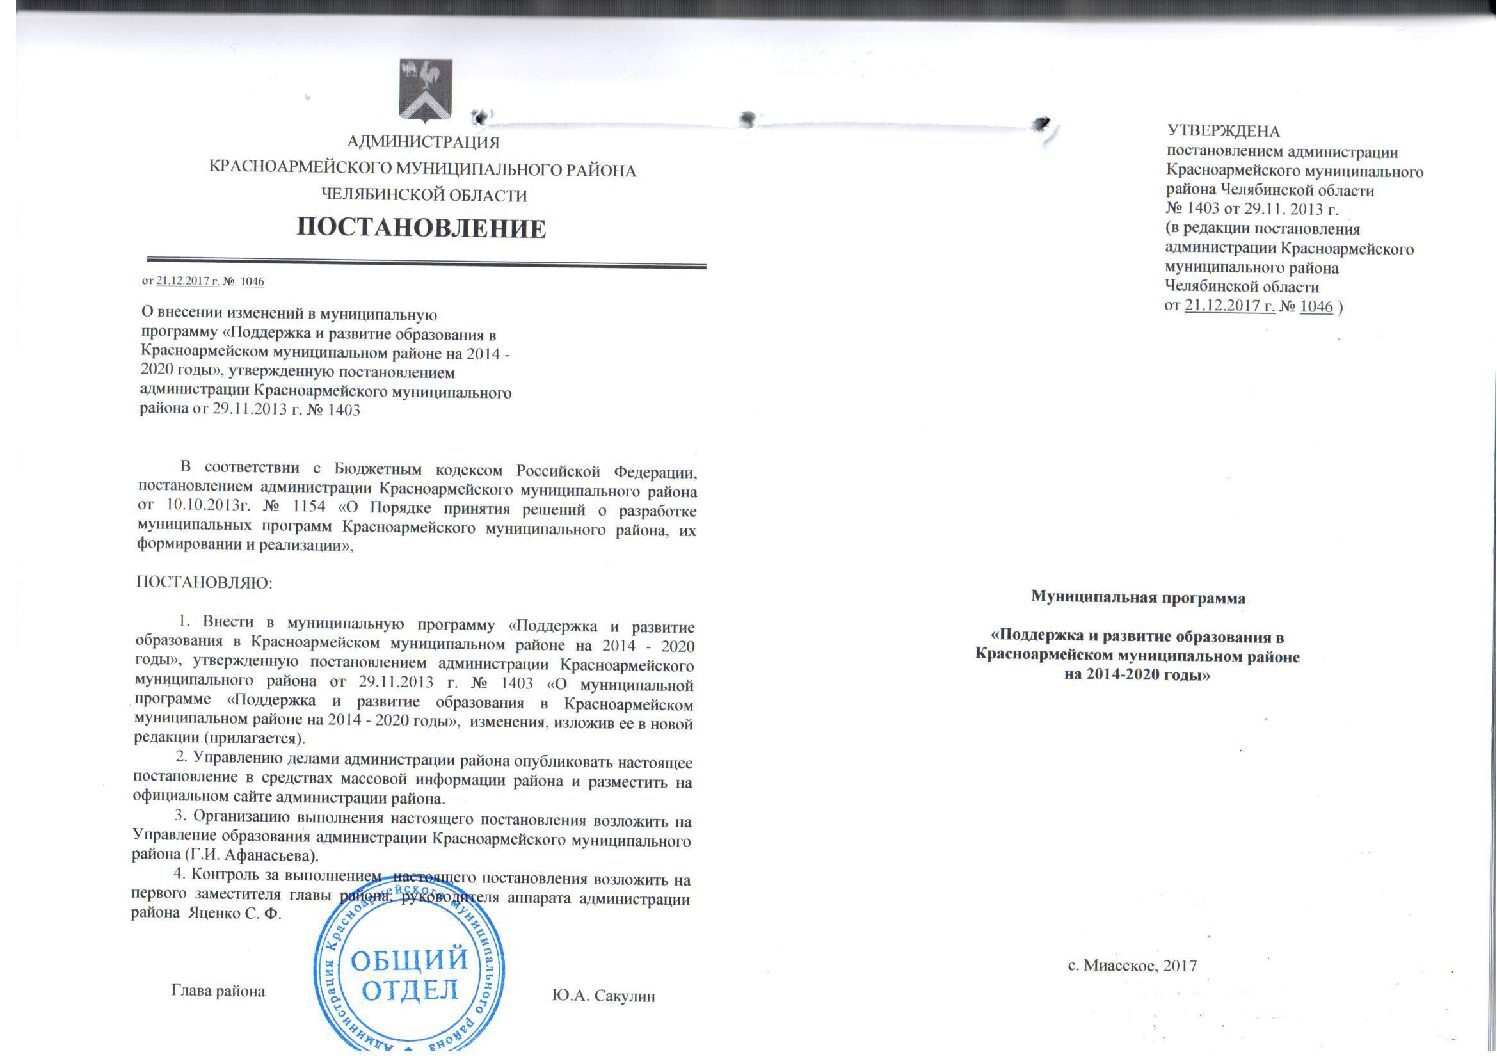 АДМИНИСТРАЦИЯ
КРАСНОАРМЕЙСКОГО МУНИЦИПАЛЬНОГО РАЙОНА
ЧЕЛЯБИНСКОЙ ОБЛАСТИ
ПОСТАНОВЛЕНИЕ
от 21.12.2017 г. № 1046
О внесении изменений в муниципальную
программу «Поддержка и развитие образования в
Красноармейском муниципальном районе на 2014 -
2020 годы», утвержденную постановлением
администрации Красноармейского муниципального
района от 29.11.2013 г. № 1403
В соответствии с Бюджетным кодексом Российской Федерации,
постановлением администрации Красноармейского муниципального района
от 10.10.2013г. № 1154 «О Порядке принятия решений о разработке
муниципальных программ Красноармейского муниципального района, их
формировании и реализации»,
ПОСТАНОВЛЯЮ:
1. Внести в муниципальную программу «Поддержка и развитие
образования в Красноармейском муниципальном районе на 2014 - 2020
годы», утвержденную постановлением администрации Красноармейского
муниципального района от 29.11.2013 г. № 1403 «О муниципальной
программе «Поддержка и развитие образования в Красноармейском
муниципальном районе на 2014 - 2020 годы», изменения, изложив ее в новой
редакции (прилагается).
2. Управлению делами администрации района опубликовать настоящее
постановление в средствах массовой информации района и разместить на
официальном сайте администрации района.
3. Организацию выполнения настоящего постановления возложить на
Управление образования администрации Красноармейского муниципального
района (Г.И. Афанасьева).
4. Контроль за выполнением настоящего постановления возложить на
первого заместителя главы района, руководителя аппарата администрации
района Яценко С. Ф.
Глава района
Ю.А. Сакулин
Администрация Красноармейского муниципального района
ОБЩИЙ
ОТДЕЛ
УТВЕРЖДЕНА
постановлением администрации
Красноармейского муниципального
района Челябинской области
№ 1403 от 29.11. 2013 г.
(в редакции постановления
администрации Красноармейского
муниципального района
Челябинской области
от 21.12.2017 г. № 1046 )
Муниципальная программа
«Поддержка и развитие образования в
Красноармейском муниципальном районе
на 2014-2020 годы»
с. Миасское, 2017